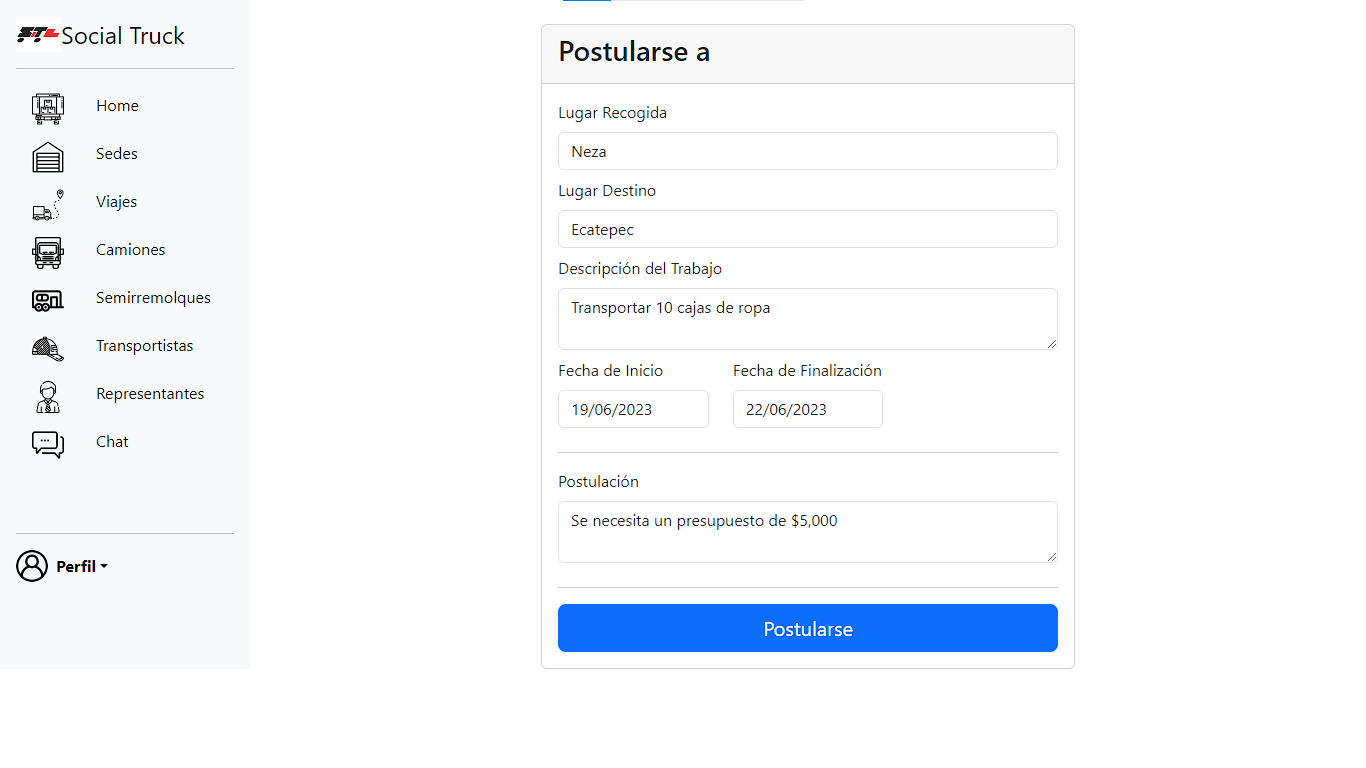 Social Truck
Home
Sedes
Viajes
Camiones
Semirremolques
Transportistas
Representantes
Chat
Perfil
Postularse a
Lugar Recogida
Neza
Lugar Destino
Ecatepec
Descripción del Trabajo
Transportar 10 cajas de ropa
Fecha de Inicio Fecha de Finalización
19/06/2023 22/06/2023
Postulación
Se necesita un presupuesto de $5,000
Postularse